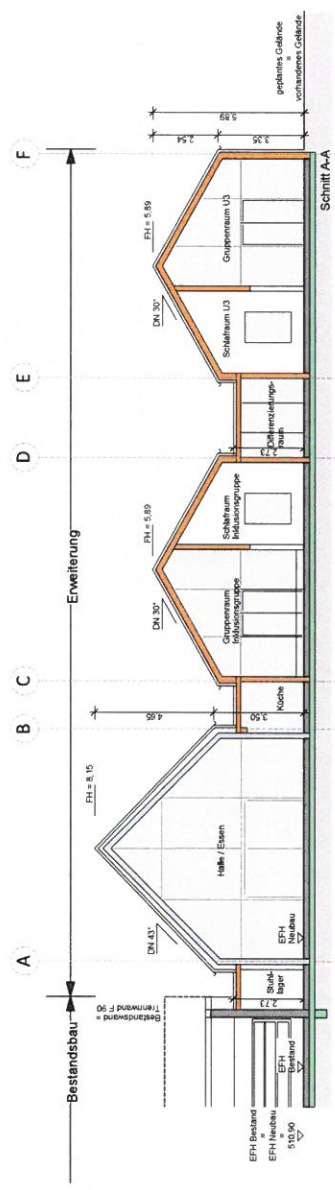 Bestandsbau
Erweiterung
A
B
C
D
E
F
FH = 8,15
DN 43°
4.65
3.50
FH = 5,89
DN 30°
FH = 5,89
DN 30°
2.54
3.35
5.89
geplantes Gelände
=
vorhandenes Gelände
Bestandswand =
Trennwand F 90
Stuhl-
lager
2.73
Halle / Essen
Küche
Gruppenraum
Inklusionsgruppe
Schlafraum
Inklusionsgruppe
Differenzierungs-
raum
2.73
Schlafraum U3
Gruppenraum U3
EFH
Bestand
EFH
Neubau
EFH Bestand
=
EFH Neubau
=
510,90
Schnitt A-A